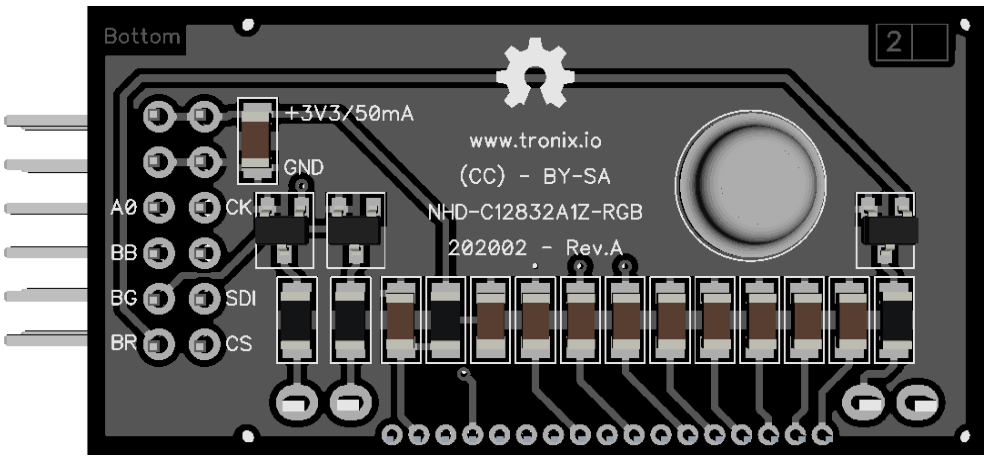 Bottom
2
+3V3/50mA
www.tronix.io
GND
(CC) - BY-SA
A0
CK
NHD-C12832A1Z-RGB
BB
202002 - Rev.A
BG
SDI
BR
CS